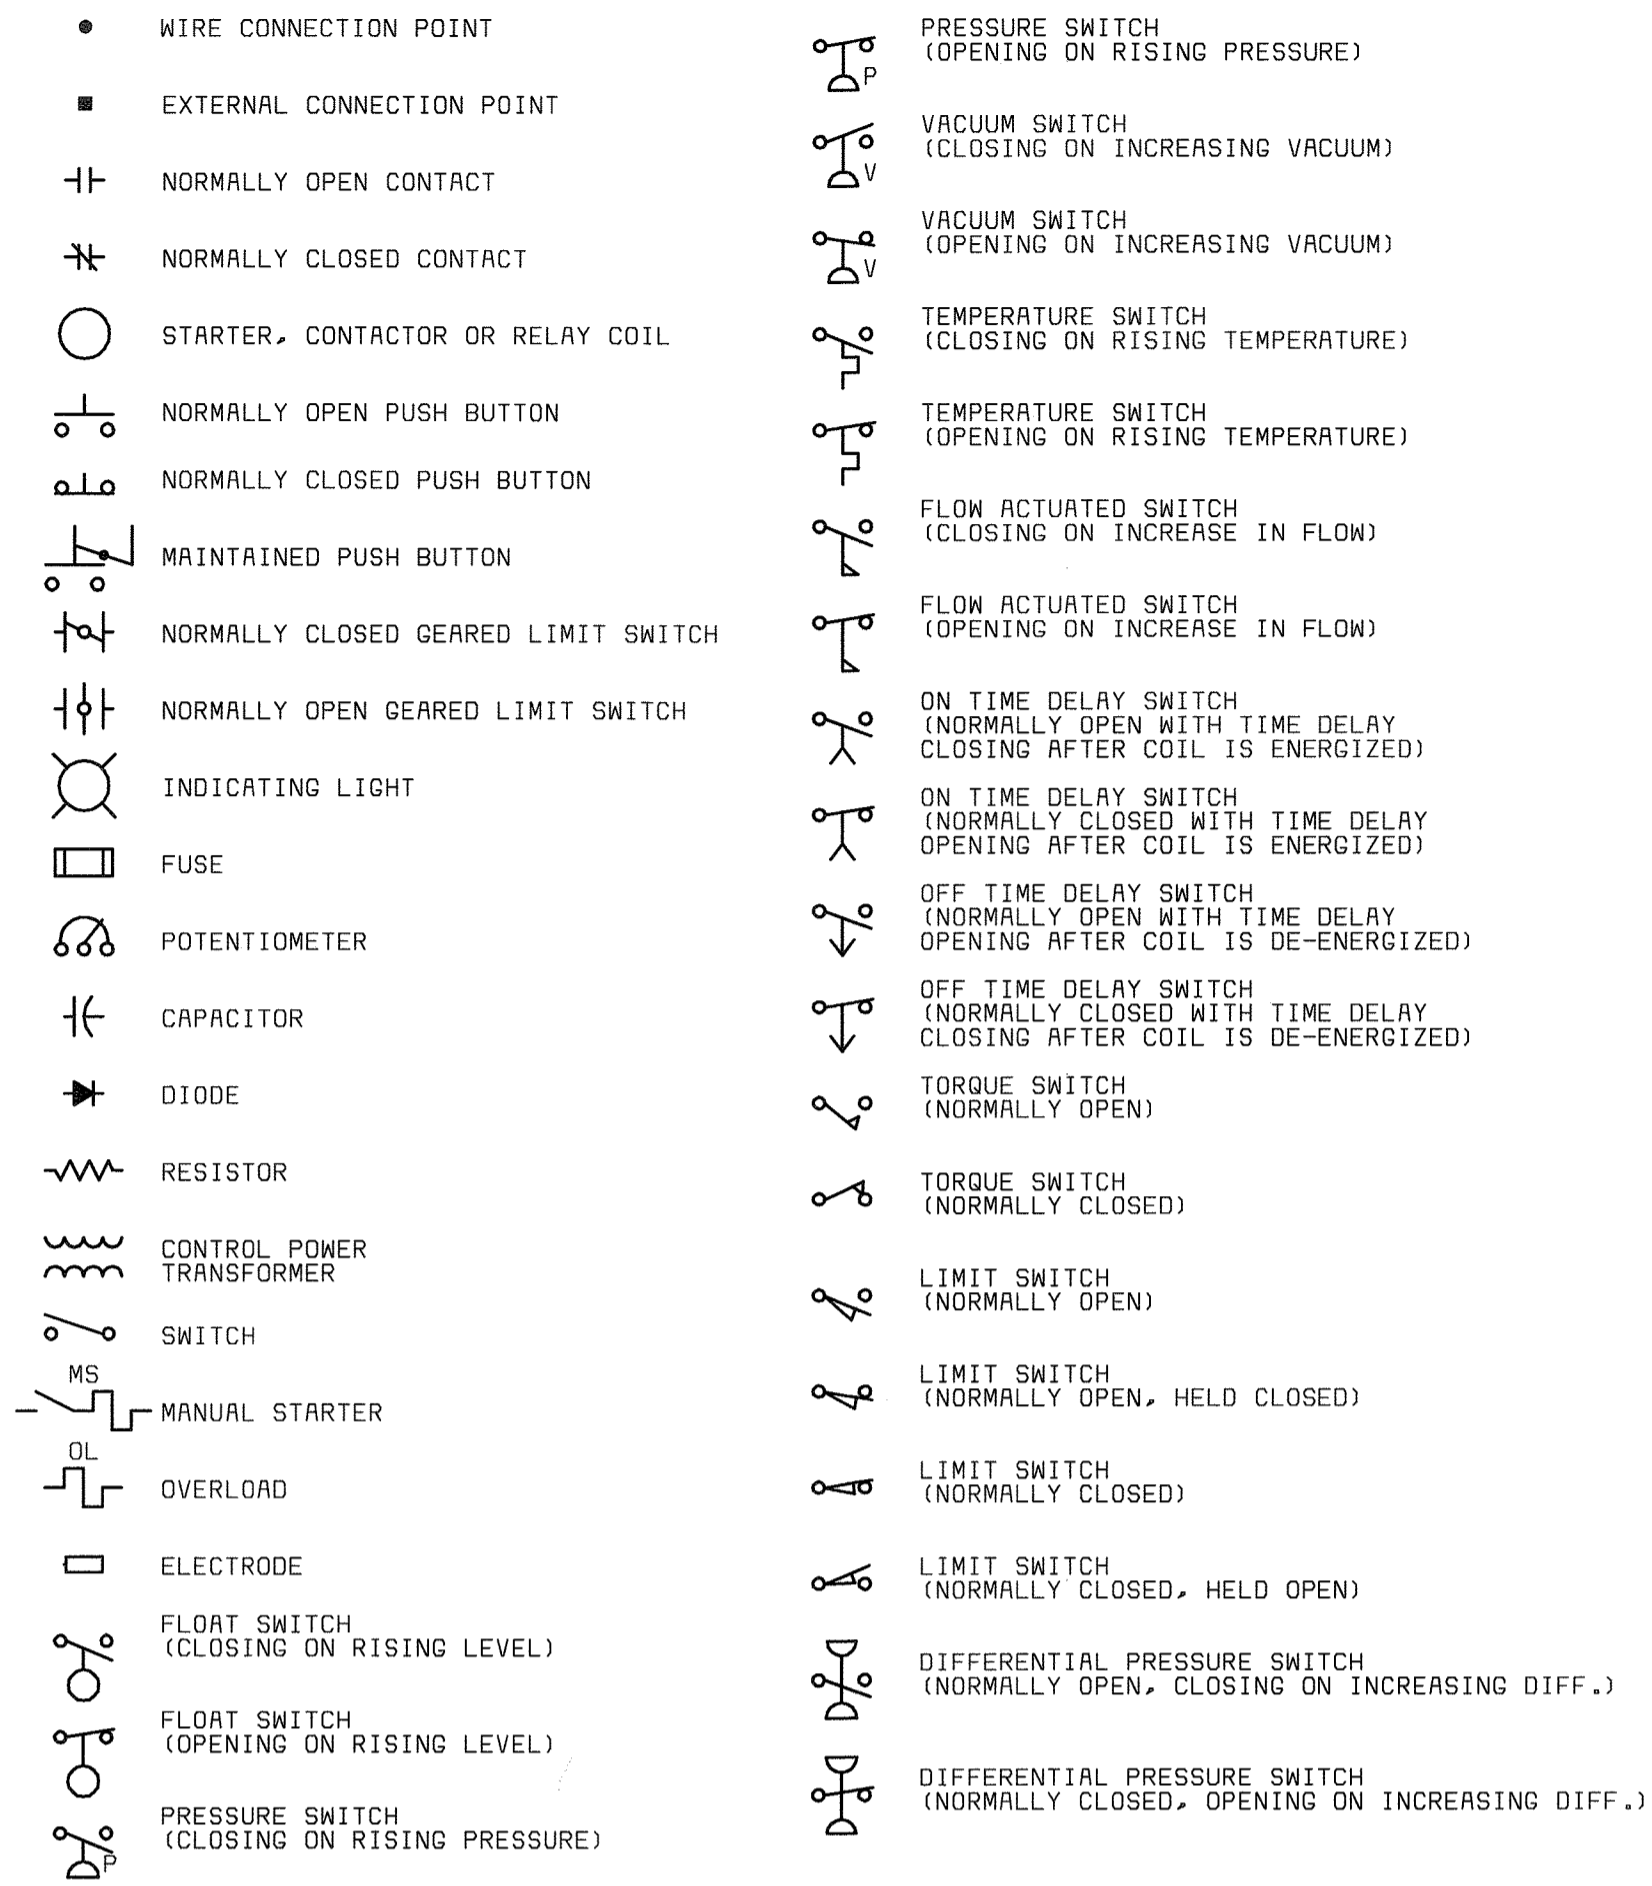 WIRE CONNECTION POINT
EXTERNAL CONNECTION POINT
NORMALLY OPEN CONTACT
NORMALLY CLOSED CONTACT
STARTER, CONTACTOR OR RELAY COIL
NORMALLY OPEN PUSH BUTTON
NORMALLY CLOSED PUSH BUTTON
MAINTAINED PUSH BUTTON
NORMALLY CLOSED GEARED LIMIT SWITCH
NORMALLY OPEN GEARED LIMIT SWITCH
INDICATING LIGHT
FUSE
POTENTIOMETER
CAPACITOR
DIODE
RESISTOR
CONTROL POWER
TRANSFORMER
SWITCH
MS
MANUAL STARTER
OL
OVERLOAD
ELECTRODE
FLOAT SWITCH
(CLOSING ON RISING LEVEL)
FLOAT SWITCH
(OPENING ON RISING LEVEL)
PRESSURE SWITCH
(CLOSING ON RISING PRESSURE)
P
PRESSURE SWITCH
(OPENING ON RISING PRESSURE)
P
VACUUM SWITCH
(CLOSING ON INCREASING VACUUM)
V
VACUUM SWITCH
(OPENING ON INCREASING VACUUM)
V
TEMPERATURE SWITCH
(CLOSING ON RISING TEMPERATURE)
TEMPERATURE SWITCH
(OPENING ON RISING TEMPERATURE)
FLOW ACTUATED SWITCH
(CLOSING ON INCREASE IN FLOW)
FLOW ACTUATED SWITCH
(OPENING ON INCREASE IN FLOW)
ON TIME DELAY SWITCH
(NORMALLY OPEN WITH TIME DELAY
CLOSING AFTER COIL IS ENERGIZED)
ON TIME DELAY SWITCH
(NORMALLY CLOSED WITH TIME DELAY
OPENING AFTER COIL IS ENERGIZED)
OFF TIME DELAY SWITCH
(NORMALLY OPEN WITH TIME DELAY
OPENING AFTER COIL IS DE-ENERGIZED)
OFF TIME DELAY SWITCH
(NORMALLY CLOSED WITH TIME DELAY
CLOSING AFTER COIL IS DE-ENERGIZED)
TORQUE SWITCH
(NORMALLY OPEN)
TORQUE SWITCH
(NORMALLY CLOSED)
LIMIT SWITCH
(NORMALLY OPEN)
LIMIT SWITCH
(NORMALLY OPEN, HELD CLOSED)
LIMIT SWITCH
(NORMALLY CLOSED)
LIMIT SWITCH
(NORMALLY CLOSED, HELD OPEN)
DIFFERENTIAL PRESSURE SWITCH
(NORMALLY OPEN, CLOSING ON INCREASING DIFF.)
DIFFERENTIAL PRESSURE SWITCH
(NORMALLY CLOSED, OPENING ON INCREASING DIFF.)